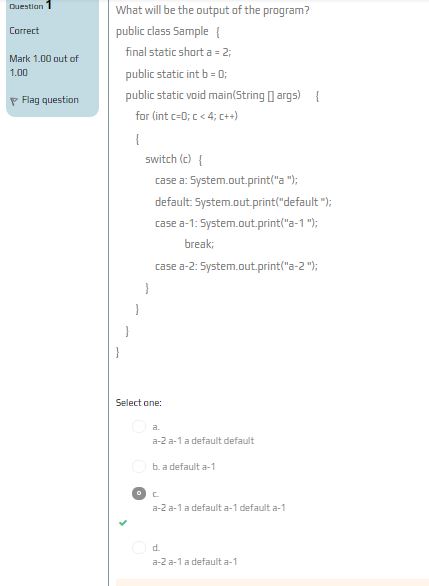 Question 1
Correct
Mark 1.00 out of
1.00
Flag question
What will be the output of the program?
public class Sample {
final static short a = 2;
public static int b = 0;
public static void main(String [] args) {
for (int c=0; c < 4; c++)
{
switch (c) {
case a: System.out.print("a ");
default: System.out.print("default ");
case a-1: System.out.print("a-1 ");
break;
case a-2: System.out.print("a-2 ");
}
}
}
}
Select one:
a.
a-2 a-1 a default default
b. a default a-1
c.
a-2 a-1 a default a-1 default a-1
d.
a-2 a-1 a default a-1